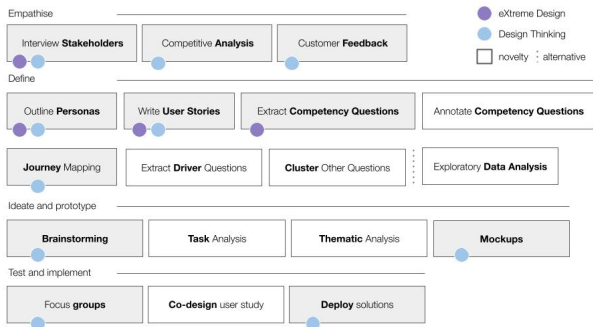 Empathise
eXtreme Design
Interview Stakeholders
Competitive Analysis
Customer Feedback
Design Thinking
novelty
alternative
Define
Outline Personas
Write User Stories
Extract Competency Questions
Annotate Competency Questions
Journey Mapping
Extract Driver Questions
Cluster Other Questions
Exploratory Data Analysis
Ideate and prototype
Brainstorming
Task Analysis
Thematic Analysis
Mockups
Test and implement
Focus groups
Co-design user study
Deploy solutions